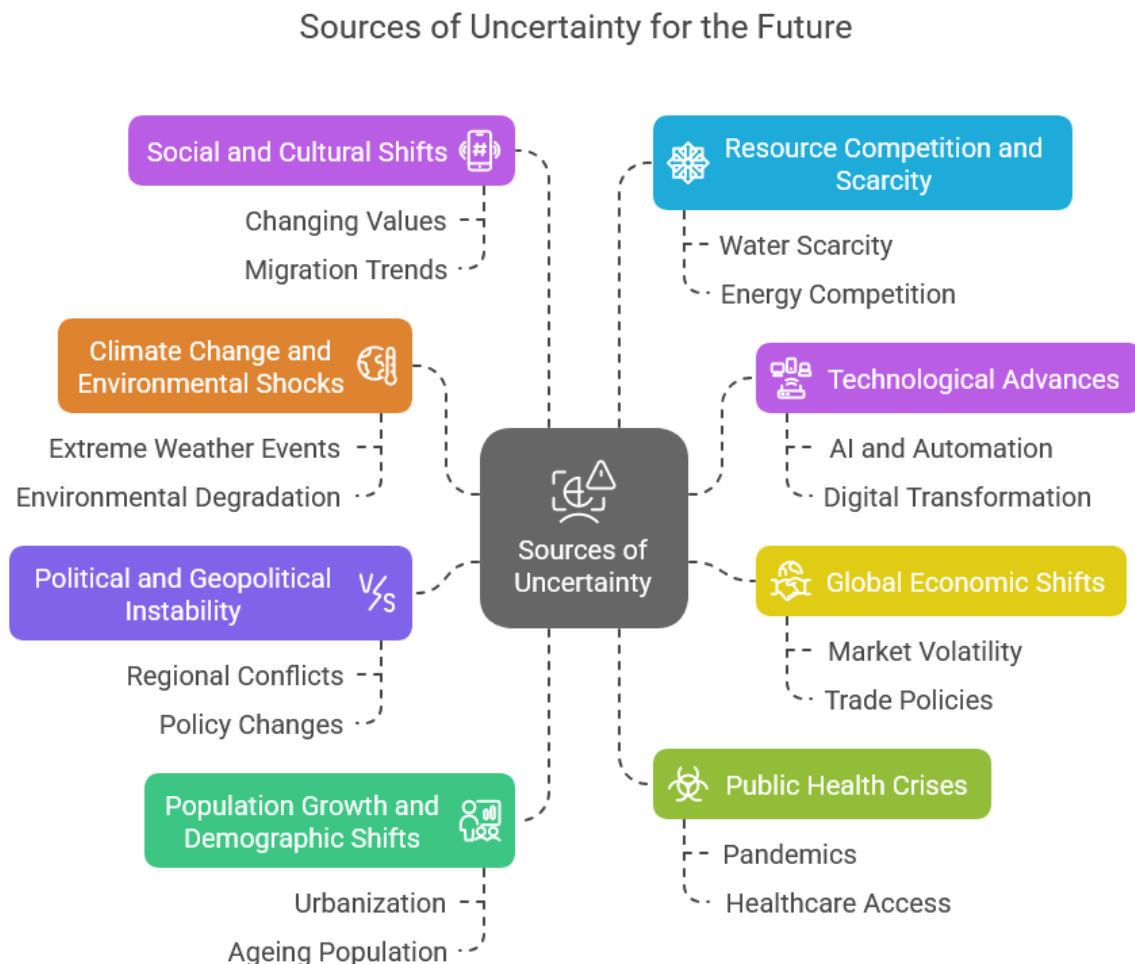 Sources of Uncertainty for the Future
Social and Cultural Shifts
#
Changing Values
Migration Trends
Climate Change and
Environmental Shocks
Extreme Weather Events
Environmental Degradation
Political and Geopolitical
Instability
V/S
Regional Conflicts
Policy Changes
Population Growth and
Demographic Shifts
Urbanization
Ageing Population
Sources of
Uncertainty
Resource Competition and
Scarcity
Water Scarcity
Energy Competition
Technological Advances
AI and Automation
Digital Transformation
Global Economic Shifts
Market Volatility
Trade Policies
Public Health Crises
Pandemics
Healthcare Access